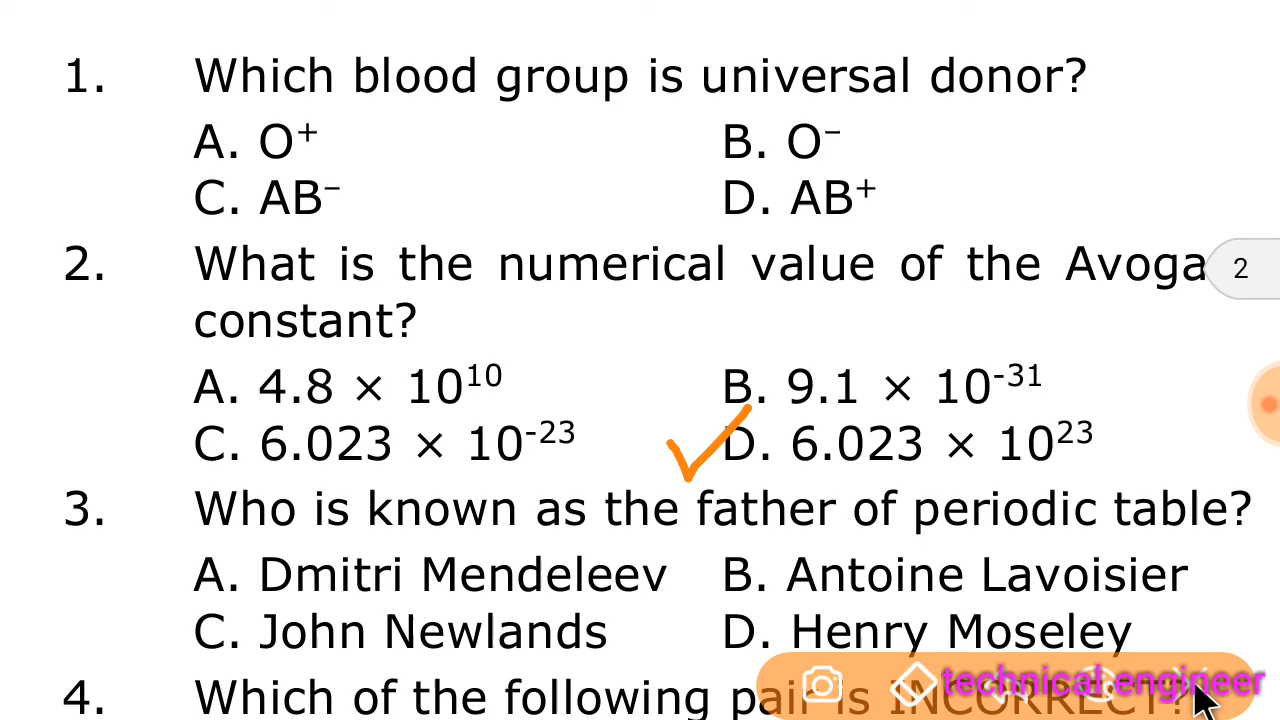 1. Which blood group is universal donor?
A. O⁺ B. O⁻
C. AB⁻ D. AB⁺
2. What is the numerical value of the Avoga
2
constant?
A. 4.8 × 10¹⁰ B. 9.1 × 10⁻³¹
C. 6.023 × 10⁻²³ D. 6.023 × 10²³
3. Who is known as the father of periodic table?
A. Dmitri Mendeleev B. Antoine Lavoisier
C. John Newlands D. Henry Moseley
technical engineer
4. Which of the following pair is INCORRECT?